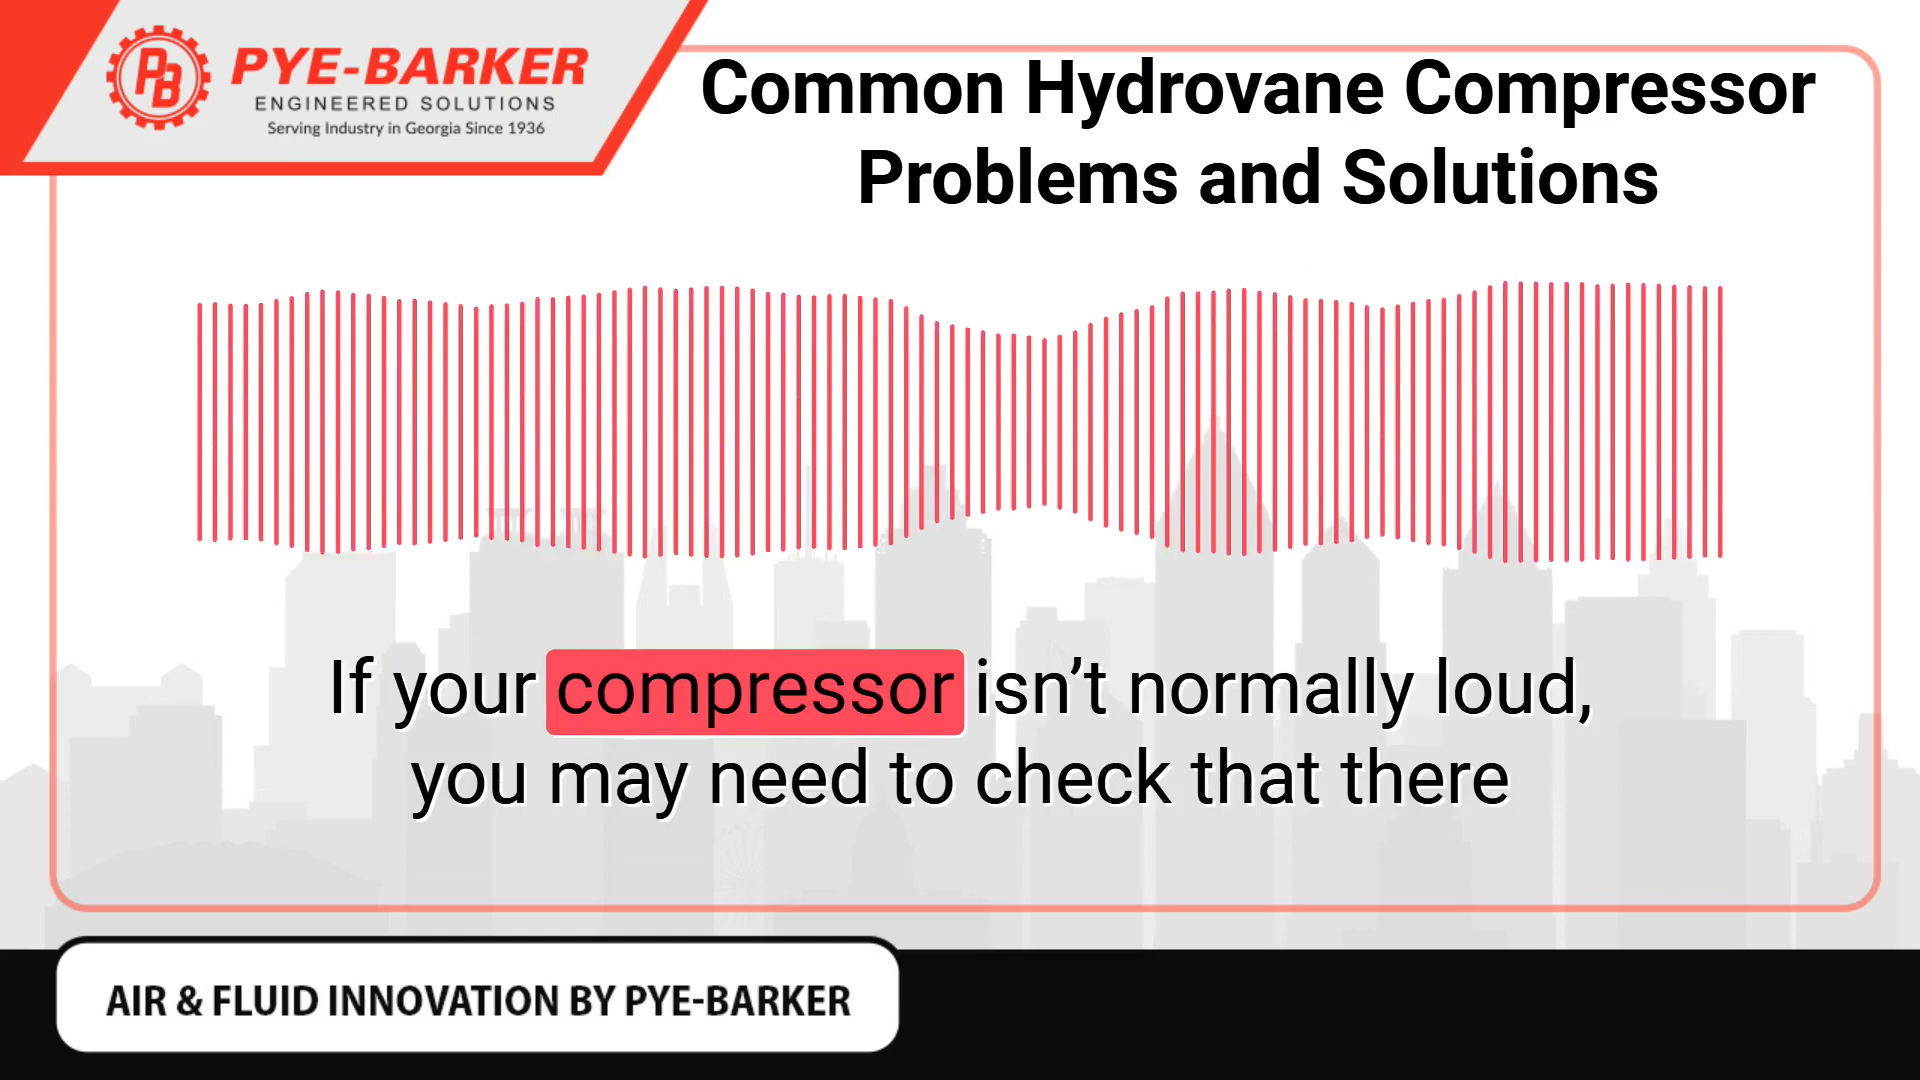 PB
PYE-BARKER
ENGINEERED SOLUTIONS
Serving Industry in Georgia Since 1936
Common Hydrovane Compressor
Problems and Solutions
If your compressor isn’t normally loud,
you may need to check that there
AIR & FLUID INNOVATION BY PYE-BARKER